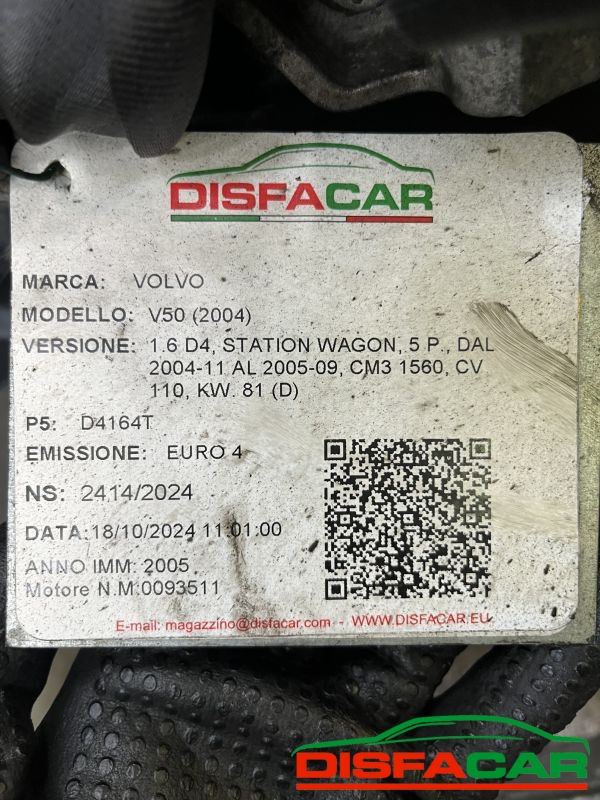 DISFACAR
MARCA: VOLVO
MODELLO: V50 (2004)
VERSIONE: 1.6 D4, STATION WAGON, 5 P., DAL
2004-11 AL 2005-09, CM3 1560, CV
110, KW. 81 (D)
P5: D4164T
EMISSIONE: EURO 4
NS: 2414/2024
DATA:18/10/2024 11:01:00
ANNO IMM: 2005
Motore N.M:0093511
E-mail: magazzino@disfacar.com - WWW.DISFACAR.EU
DISFACAR